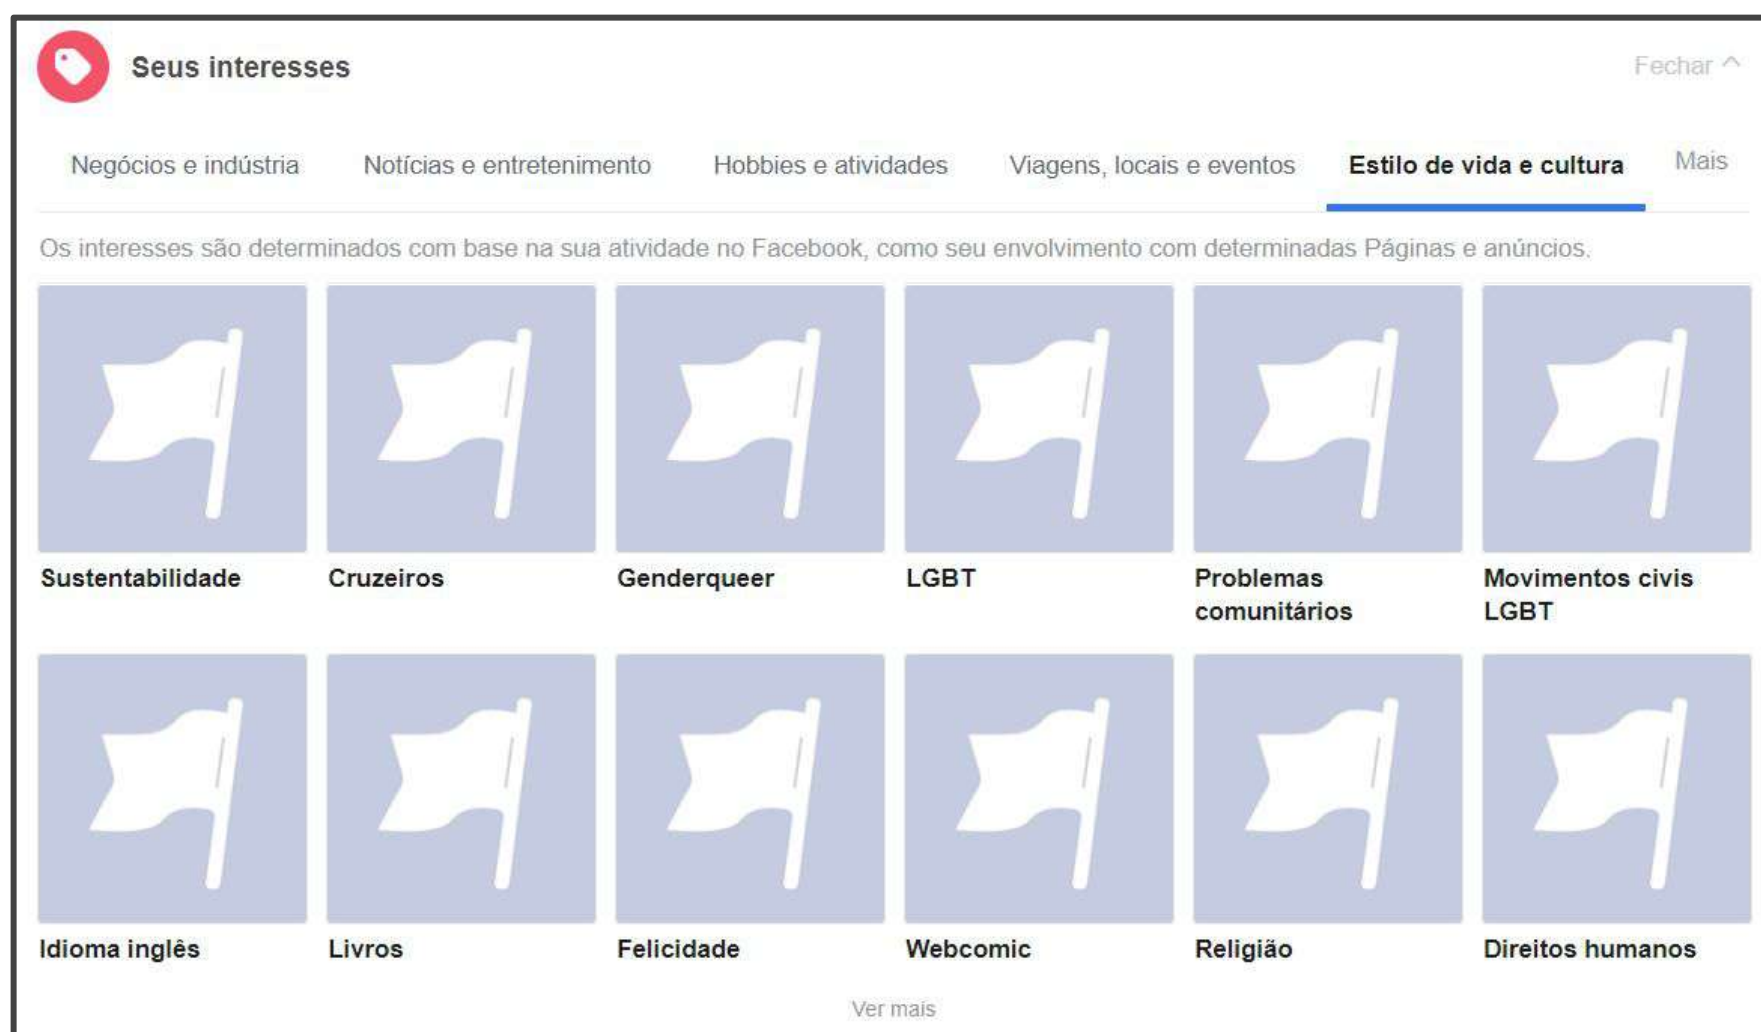 Seus interesses
Fechar
Negócios e indústria Notícias e entretenimento Hobbies e atividades Viagens, locais e eventos Estilo de vida e cultura Mais
Os interesses são determinados com base na sua atividade no Facebook, como seu envolvimento com determinadas Páginas e anúncios.
Sustentabilidade
Cruzeiros
Genderqueer
LGBT
Problemas
comunitários
Movimentos civis
LGBT
Idioma inglês
Livros
Felicidade
Webcomic
Religião
Direitos humanos
Ver mais